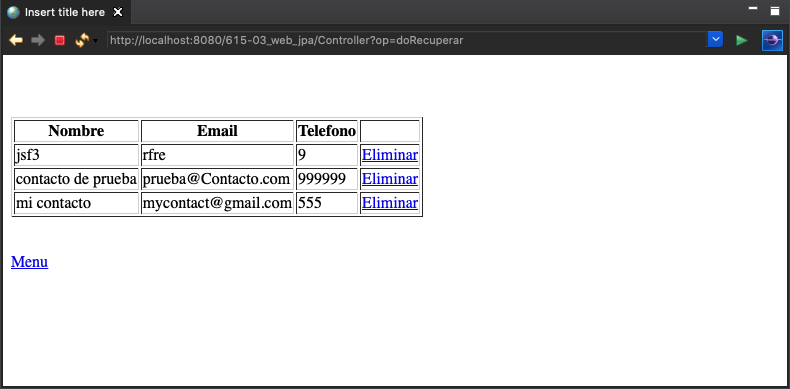 Insert title here
http://localhost:8080/615-03_web_jpa/Controller?op=doRecuperar
Nombre Email Telefono
jsf3 rfre 9 Eliminar
contacto de prueba prueba@Contacto.com 999999 Eliminar
mi contacto mycontact@gmail.com 555 Eliminar
Menu